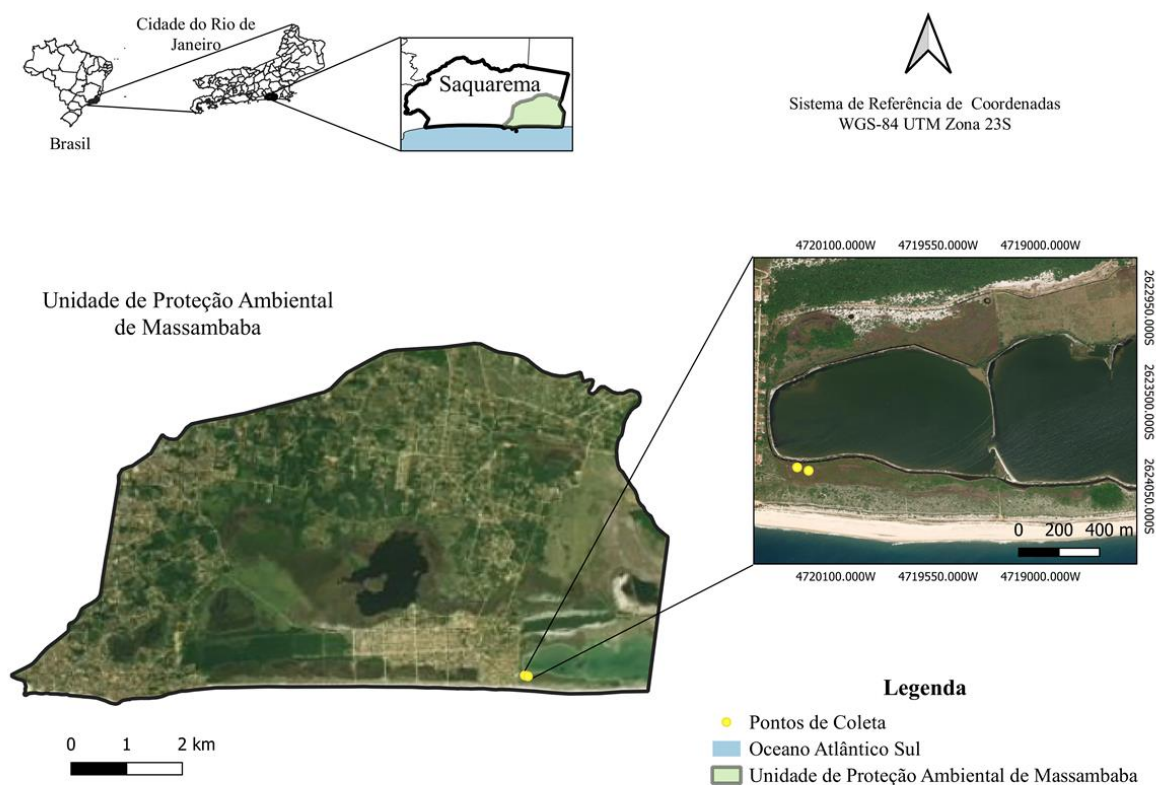 Cidade do Rio de
Janeiro
Brasil
Saquarema
Sistema de Referência de Coordenadas
WGS-84 UTM Zona 23S
Unidade de Proteção Ambiental
de Massambaba
0 1 2 km
4720100.000W 4719550.000W 4719000.000W
2622950.000S
2623500.000S
2624050.000S
0 200 400 m
4720100.000W 4719550.000W 4719000.000W
Legenda
Pontos de Coleta
Oceano Atlântico Sul
Unidade de Proteção Ambiental de Massambaba